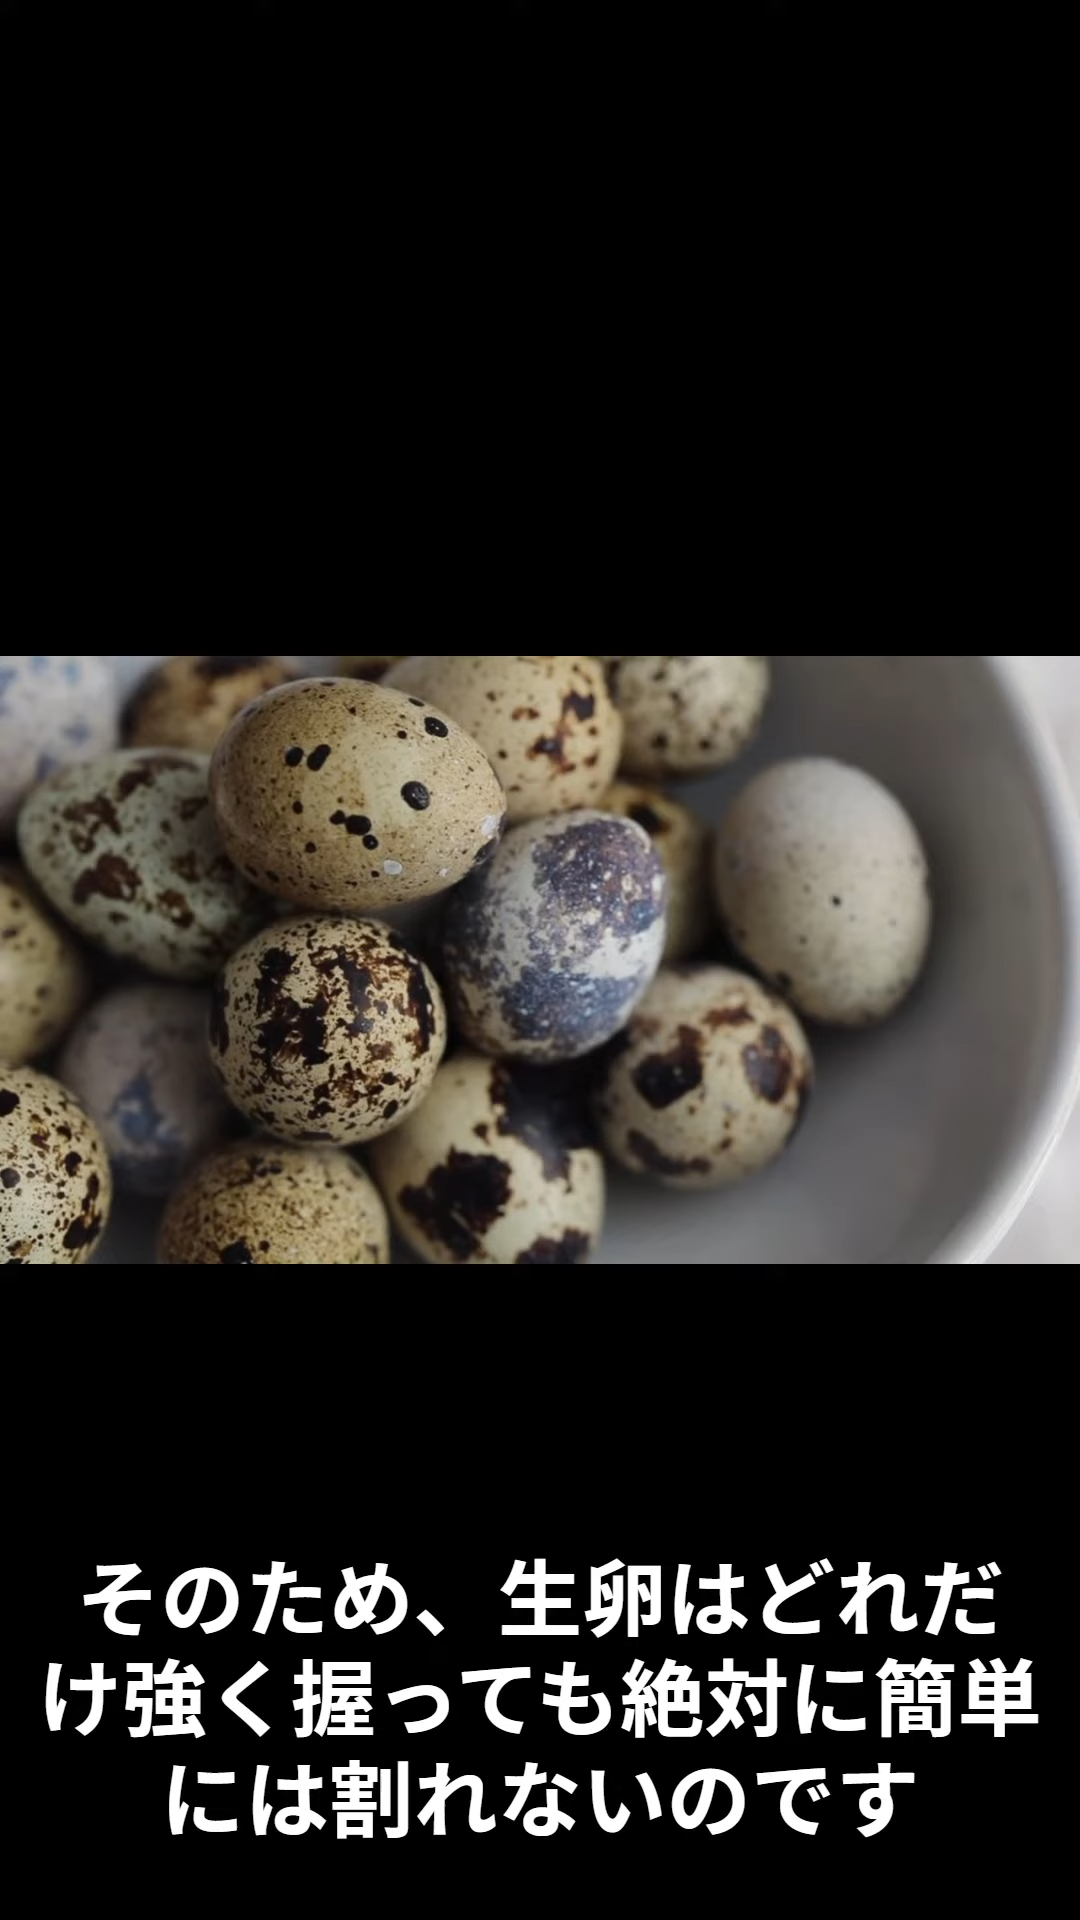 そのため、生卵はどれだ
け強く握っても絶対に簡単
には割れないのです